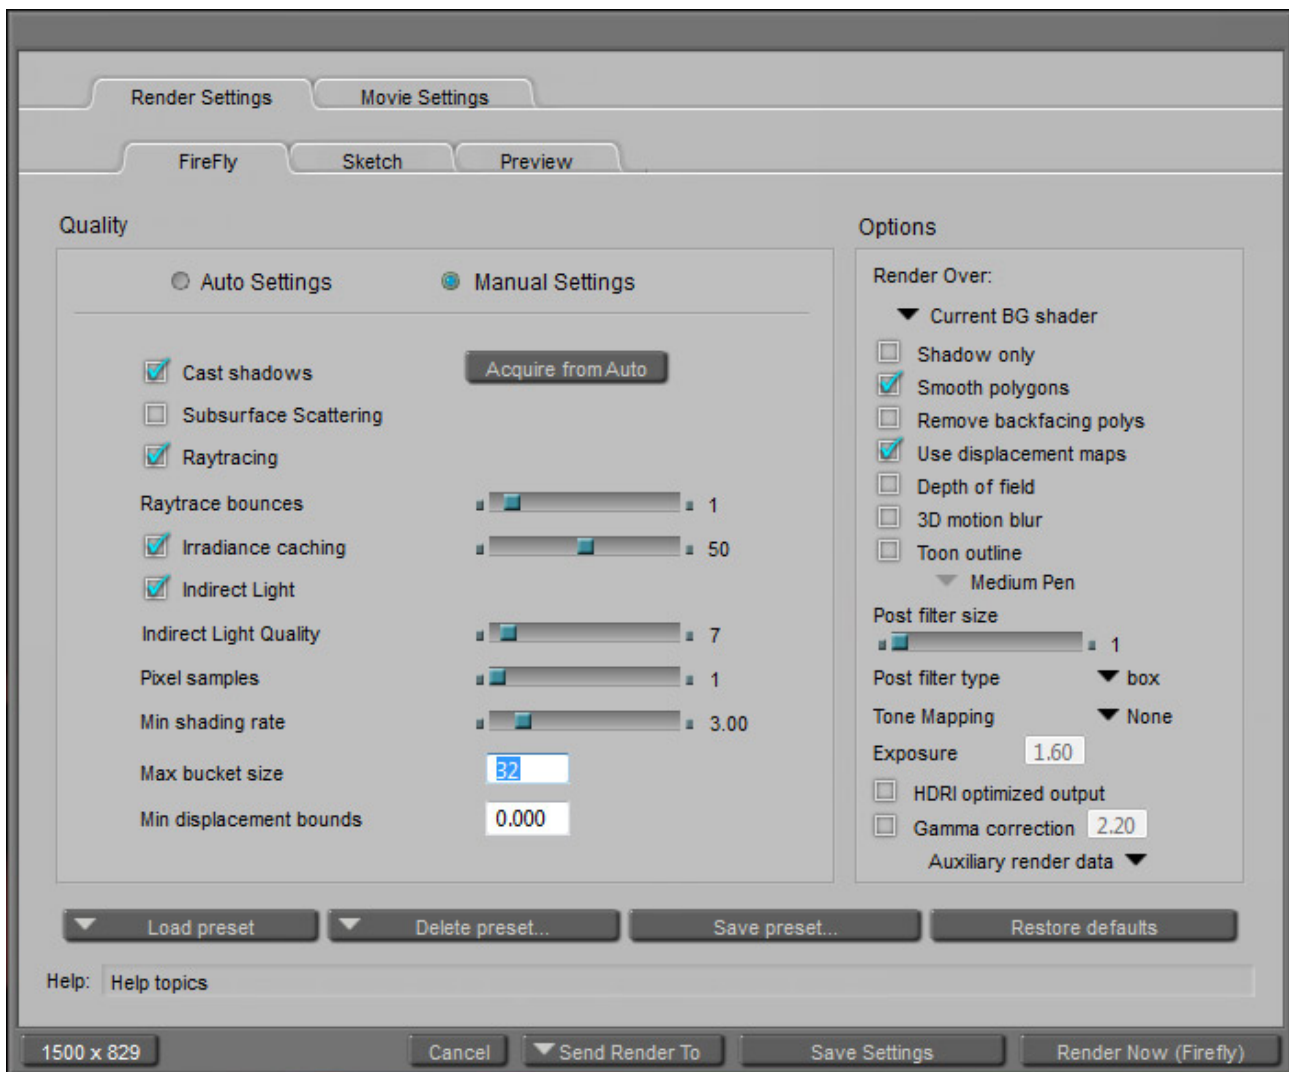 Render Settings Movie Settings
FireFly Sketch Preview
Quality
Auto Settings Manual Settings
Cast shadows Acquire from Auto
Subsurface Scattering
Raytracing
Raytrace bounces 1
Irradiance caching 50
Indirect Light
Indirect Light Quality 7
Pixel samples 1
Min shading rate 3.00
Max bucket size 32
Min displacement bounds 0.000
Options
Render Over:
Current BG shader
Shadow only
Smooth polygons
Remove backfacing polys
Use displacement maps
Depth of field
3D motion blur
Toon outline
Medium Pen
Post filter size
1
Post filter type box
Tone Mapping None
Exposure 1.60
HDRI optimized output
Gamma correction 2.20
Auxiliary render data
Load preset Delete preset... Save preset... Restore defaults
Help: Help topics
1500 x 829 Cancel Send Render To Save Settings Render Now (Firefly)